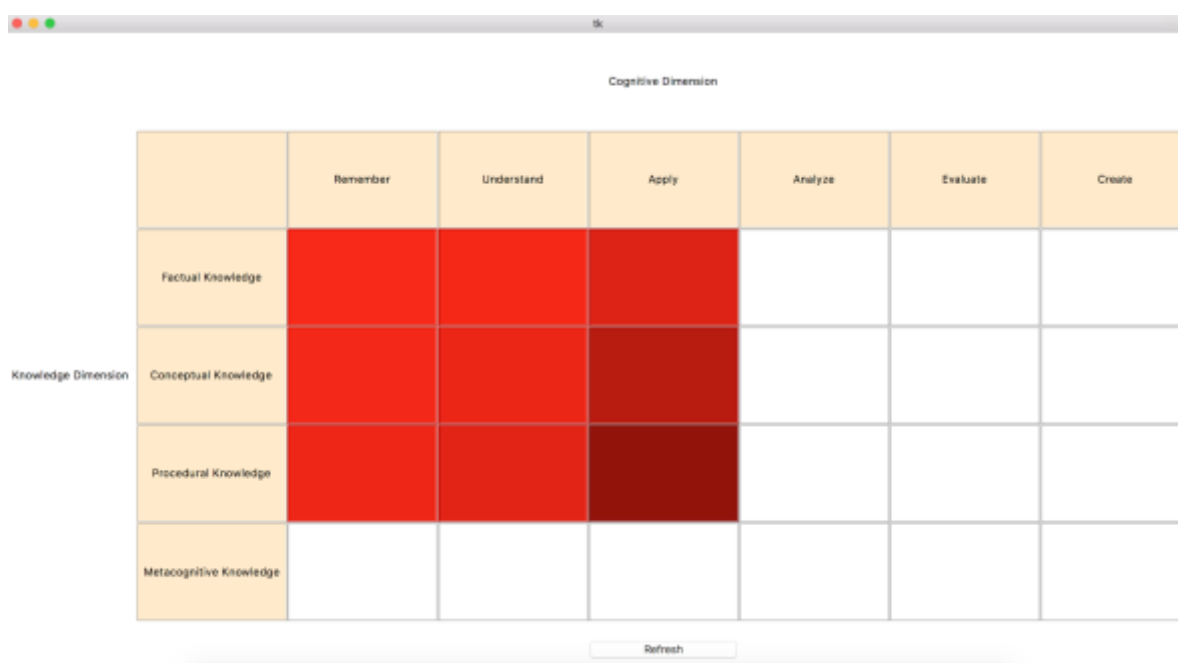 tk
Cognitive Dimension
Remember Understand Apply Analyze Evaluate Create
Factual Knowledge
Knowledge Dimension Conceptual Knowledge
Procedural Knowledge
Metacognitive Knowledge
Refresh